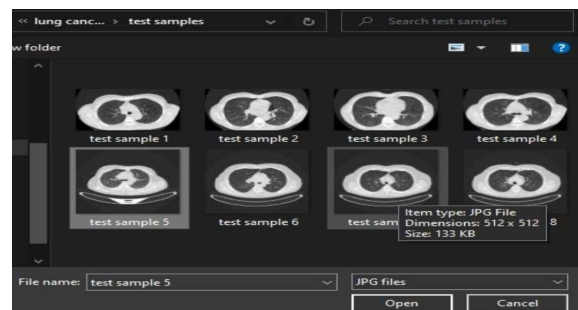 « lung canc... > test samples
Search test samples
w folder
?
test sample 1
test sample 2
test sample 3
test sample 4
test sample 5
test sample 6
test sam
8
Item type: JPG File
Dimensions: 512 x 512
Size: 133 KB
File name:
test sample 5
JPG files
Open
Cancel